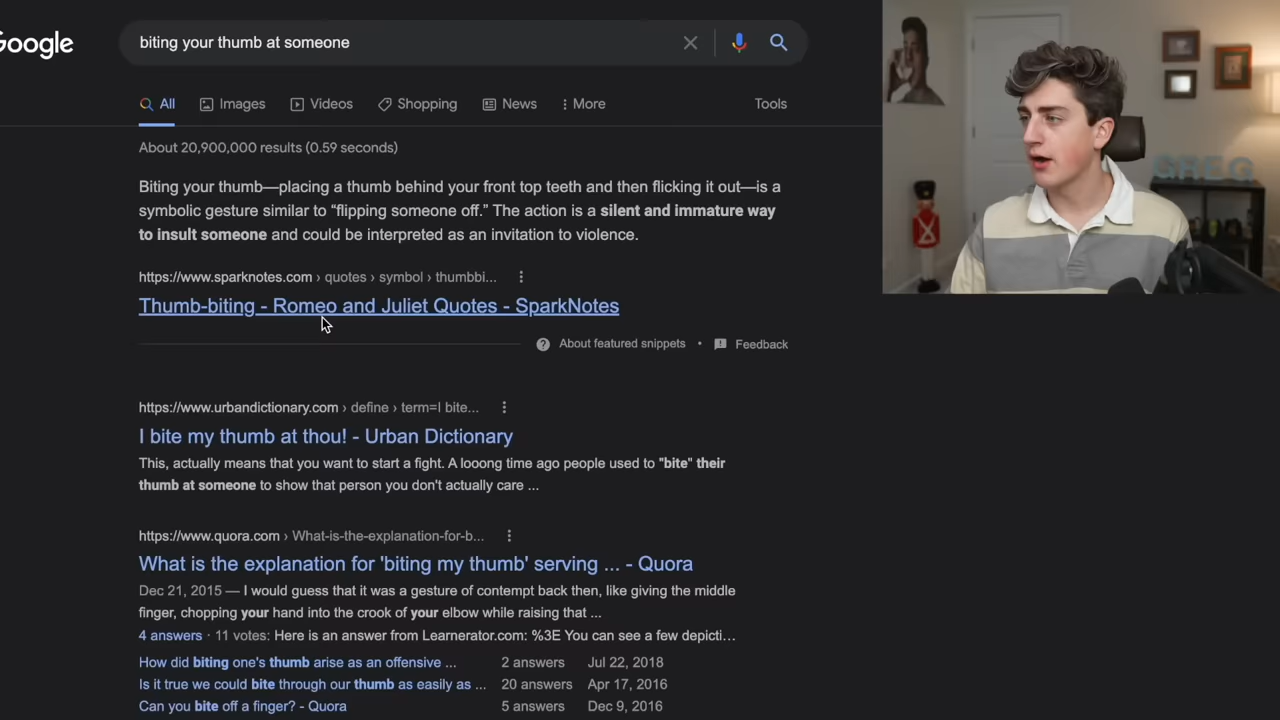 Google
biting your thumb at someone
All Images Videos Shopping News More Tools
About 20,900,000 results (0.59 seconds)
Biting your thumb—placing a thumb behind your front top teeth and then flicking it out—is a
symbolic gesture similar to “flipping someone off.” The action is a silent and immature way
to insult someone and could be interpreted as an invitation to violence.
https://www.sparknotes.com › quotes › symbol › thumbbi...
Thumb-biting - Romeo and Juliet Quotes - SparkNotes
About featured snippets • Feedback
https://www.urbandictionary.com › define › term=I bite...
I bite my thumb at thou! - Urban Dictionary
This, actually means that you want to start a fight. A looong time ago people used to "bite" their
thumb at someone to show that person you don't actually care ...
https://www.quora.com › What-is-the-explanation-for-b...
What is the explanation for 'biting my thumb' serving ... - Quora
Dec 21, 2015 — I would guess that it was a gesture of contempt back then, like giving the middle
finger, chopping your hand into the crook of your elbow while raising that ...
4 answers · 11 votes: Here is an answer from Learnerator.com: %3E You can see a few depicti...
How did biting one's thumb arise as an offensive ... 2 answers Jul 22, 2018
Is it true we could bite through our thumb as easily as ... 20 answers Apr 17, 2016
Can you bite off a finger? - Quora 5 answers Dec 9, 2016
GREG